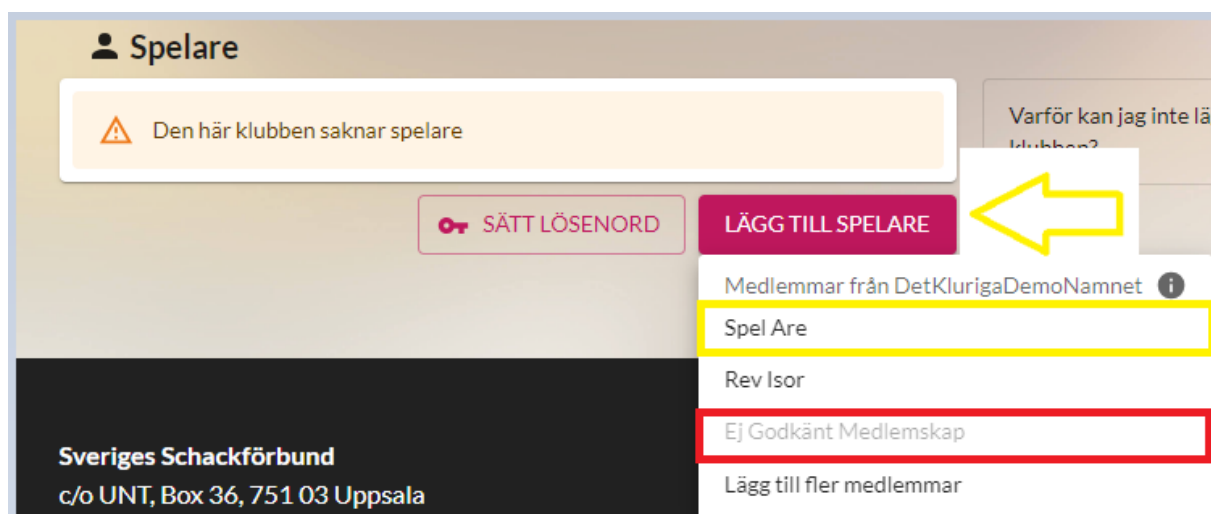 Spelare
Den här klubben saknar spelare
Varför kan jag inte lä
klubben?
SÄTT LÖSENORD
LÄGG TILL SPELARE
Medlemmar från DetKlurigaDemoNamnet
Spel Are
Rev Isor
Ej Godkänt Medlemskap
Lägg till fler medlemmar
Sveriges Schackförbund
c/o UNT, Box 36, 751 03 Uppsala